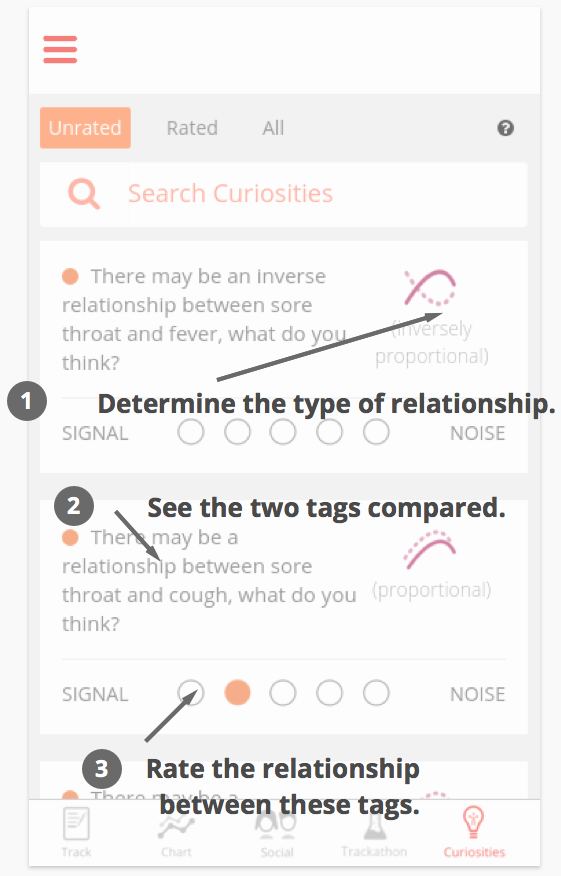 Unrated
Rated
All
?
Search Curiosities
There may be an inverse
relationship between sore
throat and fever, what do you
think?
(inversely
proportional)
1
Determine the type of relationship.
SIGNAL
NOISE
2
See the two tags compared.
There may be a
relationship between sore
throat and cough, what do you
think?
(proportional)
SIGNAL
NOISE
3
Rate the relationship
between these tags.
There may be a
Track
Chart
Social
Trackathon
Curiosities